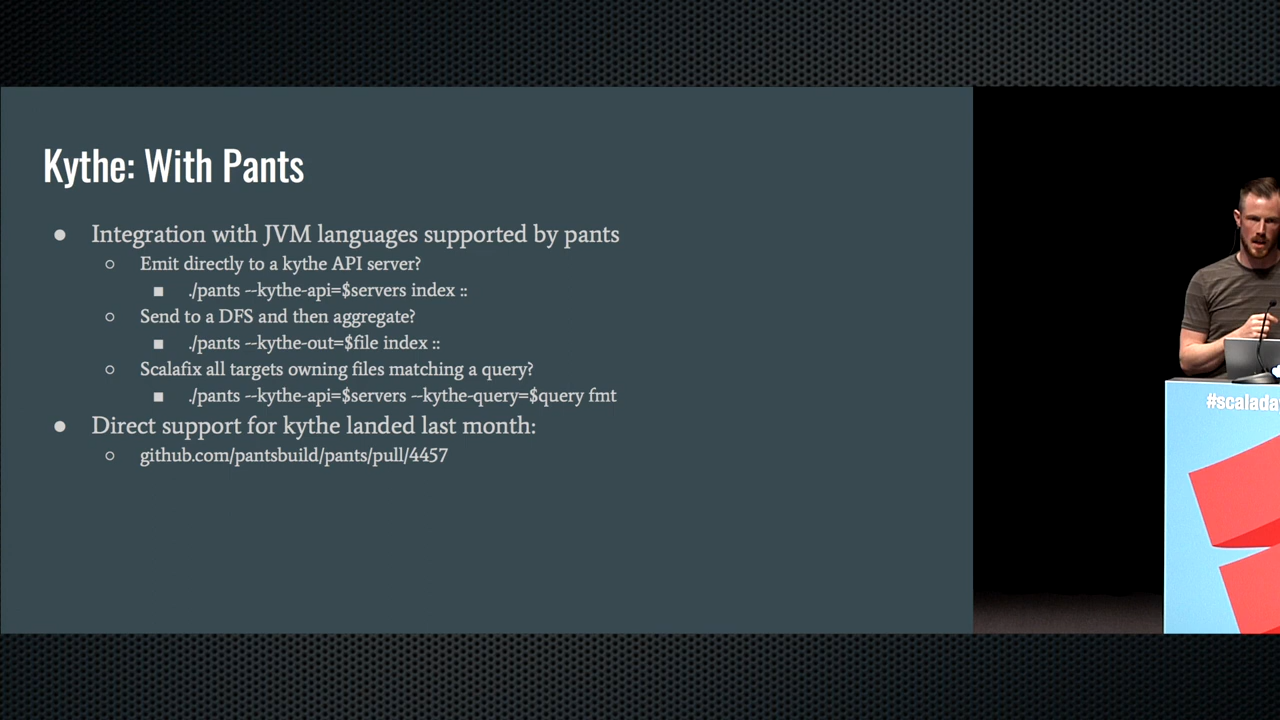 Kythe: With Pants
● Integration with JVM languages supported by pants
○ Emit directly to a kythe API server?
■ ./pants --kythe-api=$servers index ::
○ Send to a DFS and then aggregate?
■ ./pants --kythe-out=$file index ::
○ Scalafix all targets owning files matching a query?
■ ./pants --kythe-api=$servers --kythe-query=$query fmt
● Direct support for kythe landed last month:
○ github.com/pantsbuild/pants/pull/4457
#scalada